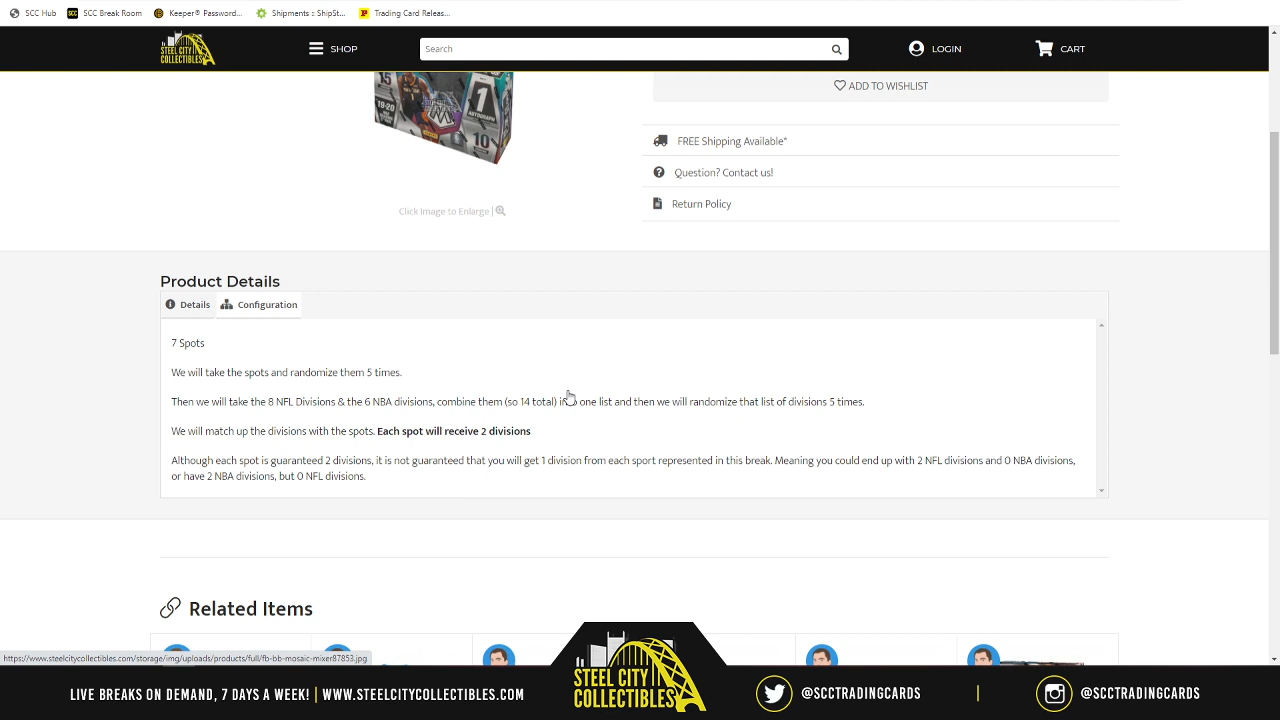 SCC Hub SCC Break Room Keeper® Password... Shipments :: ShipSt... Trading Card Releas...
STEEL CITY
COLLECTIBLES
SHOP Search LOGIN CART
15
1
AUTOGRAPH
19-20
MOSAIC
10
ADD TO WISHLIST
FREE Shipping Available*
Question? Contact us!
Return Policy
Click Image to Enlarge |
Product Details
Details Configuration
7 Spots
We will take the spots and randomize them 5 times.
Then we will take the 8 NFL Divisions & the 6 NBA divisions, combine them (so 14 total) into one list and then we will randomize that list of divisions 5 times.
We will match up the divisions with the spots. Each spot will receive 2 divisions
Although each spot is guaranteed 2 divisions, it is not guaranteed that you will get 1 division from each sport represented in this break. Meaning you could end up with 2 NFL divisions and 0 NBA divisions,
or have 2 NBA divisions, but 0 NFL divisions.
Related Items
https://www.steelcitycollectibles.com/storage/img/uploads/products/full/fb-bb-mosaic-mixer87853.jpg
LIVE BREAKS ON DEMAND, 7 DAYS A WEEK! | WWW.STEELCITYCOLLECTIBLES.COM
STEEL CITY
COLLECTIBLES
@SCCTRADINGCARDS | @SCCTRADINGCARDS